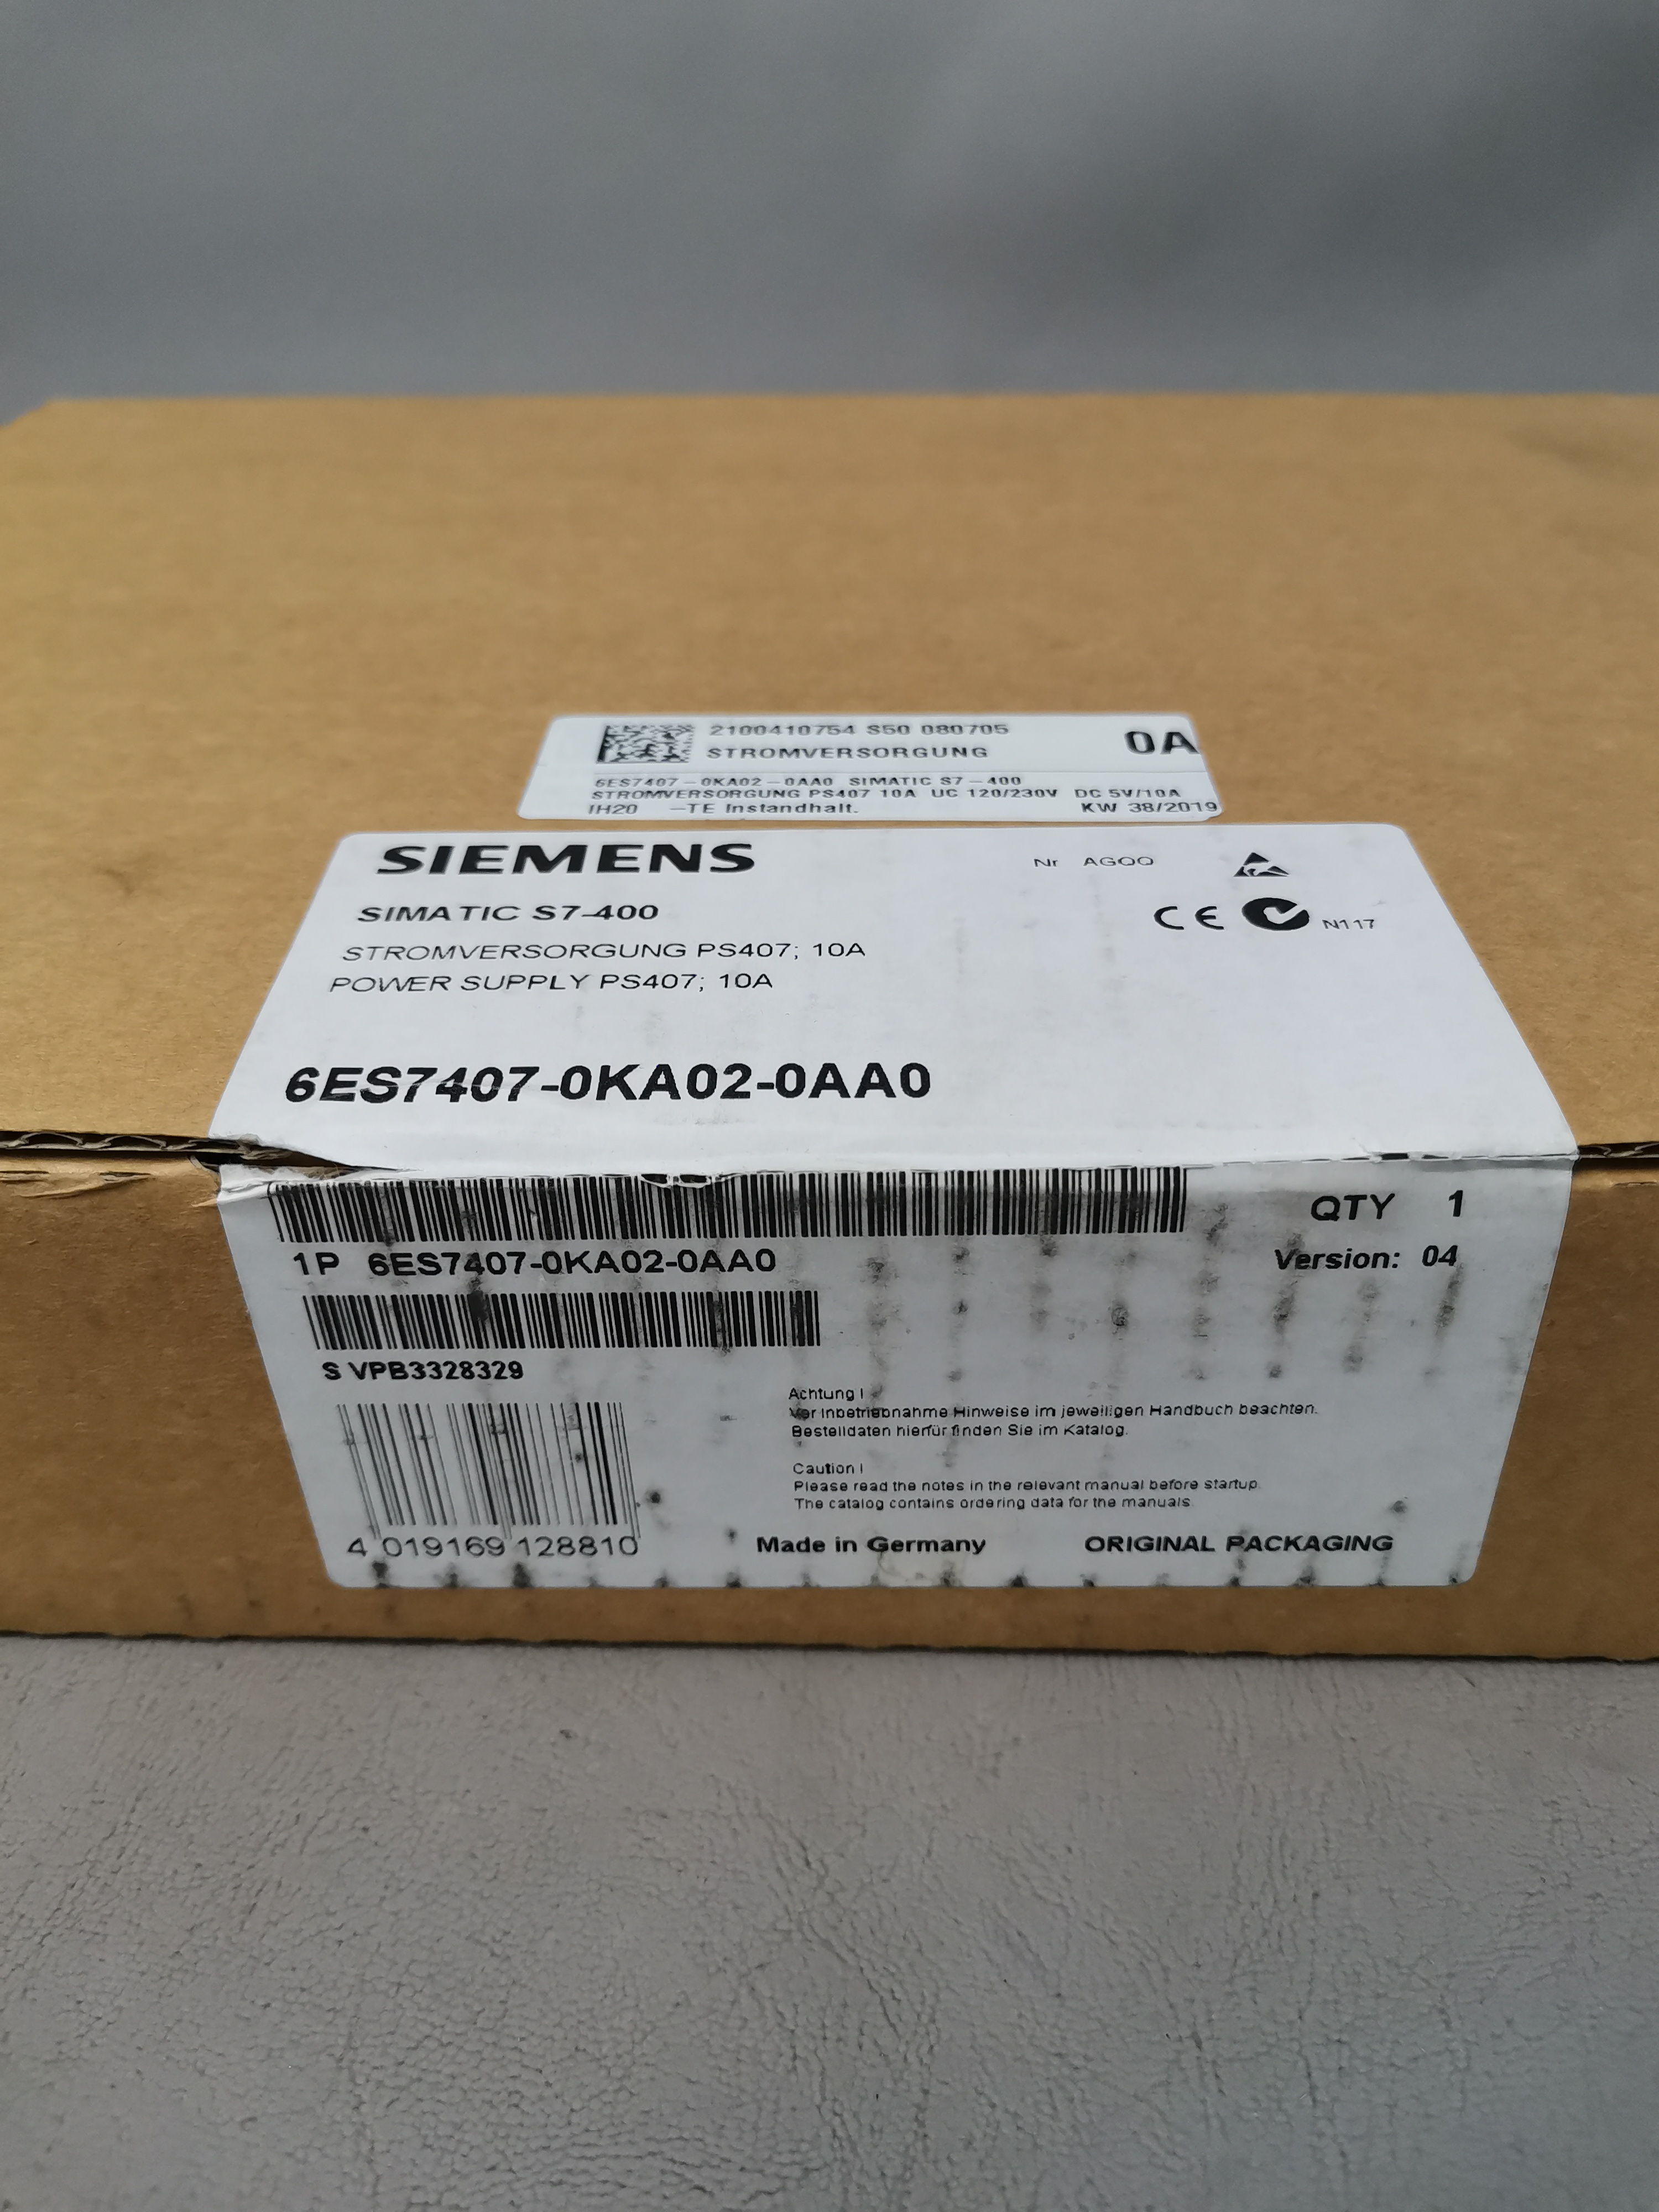 2100410754 S50 080705
STROMVERSORGUNG
0A
6ES7407-0KA02-0AA0 SIMATIC S7-400
STROMVERSORGUNG PS407 10A UC 120/230V DC 5V/10A
IH20 -TE Instandhalt. KW 38/2019
SIEMENS
Nr AGOO
SIMATIC S7-400
CE N117
STROMVERSORGUNG PS407; 10A
POWER SUPPLY PS407; 10A
6ES7407-0KA02-0AA0
QTY 1
1P 6ES7407-0KA02-0AA0
Version: 04
S VPB3328329
Achtung !
Vor Inbetriebnahme Hinweise im jeweiligen Handbuch beachten.
Bestelldaten hierfür finden Sie im Katalog.
Caution !
Please read the notes in the relevant manual before startup.
The catalog contains ordering data for the manuals.
4 019169 128810
Made in Germany
ORIGINAL PACKAGING